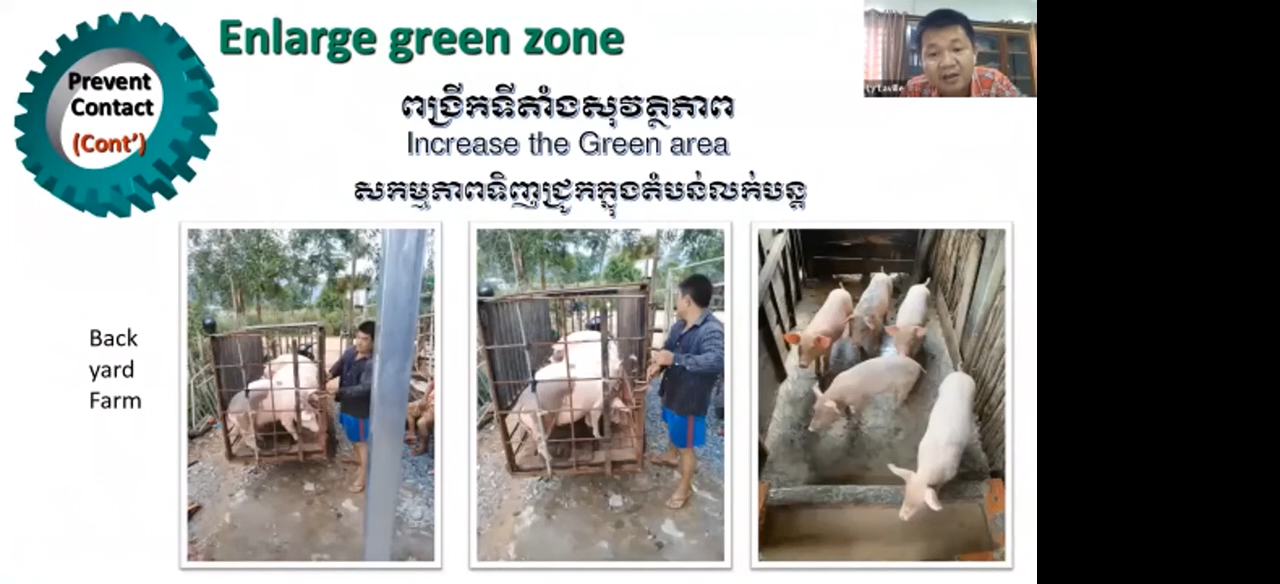 Enlarge green zone
Prevent
Contact
(Cont’)
ពង្រីកទីតាំងសុវត្ថិភាព
Increase the Green area
សកម្មភាពទិញជ្រូកក្នុងតំបន់លក់បន្ត
Back
yard
Farm